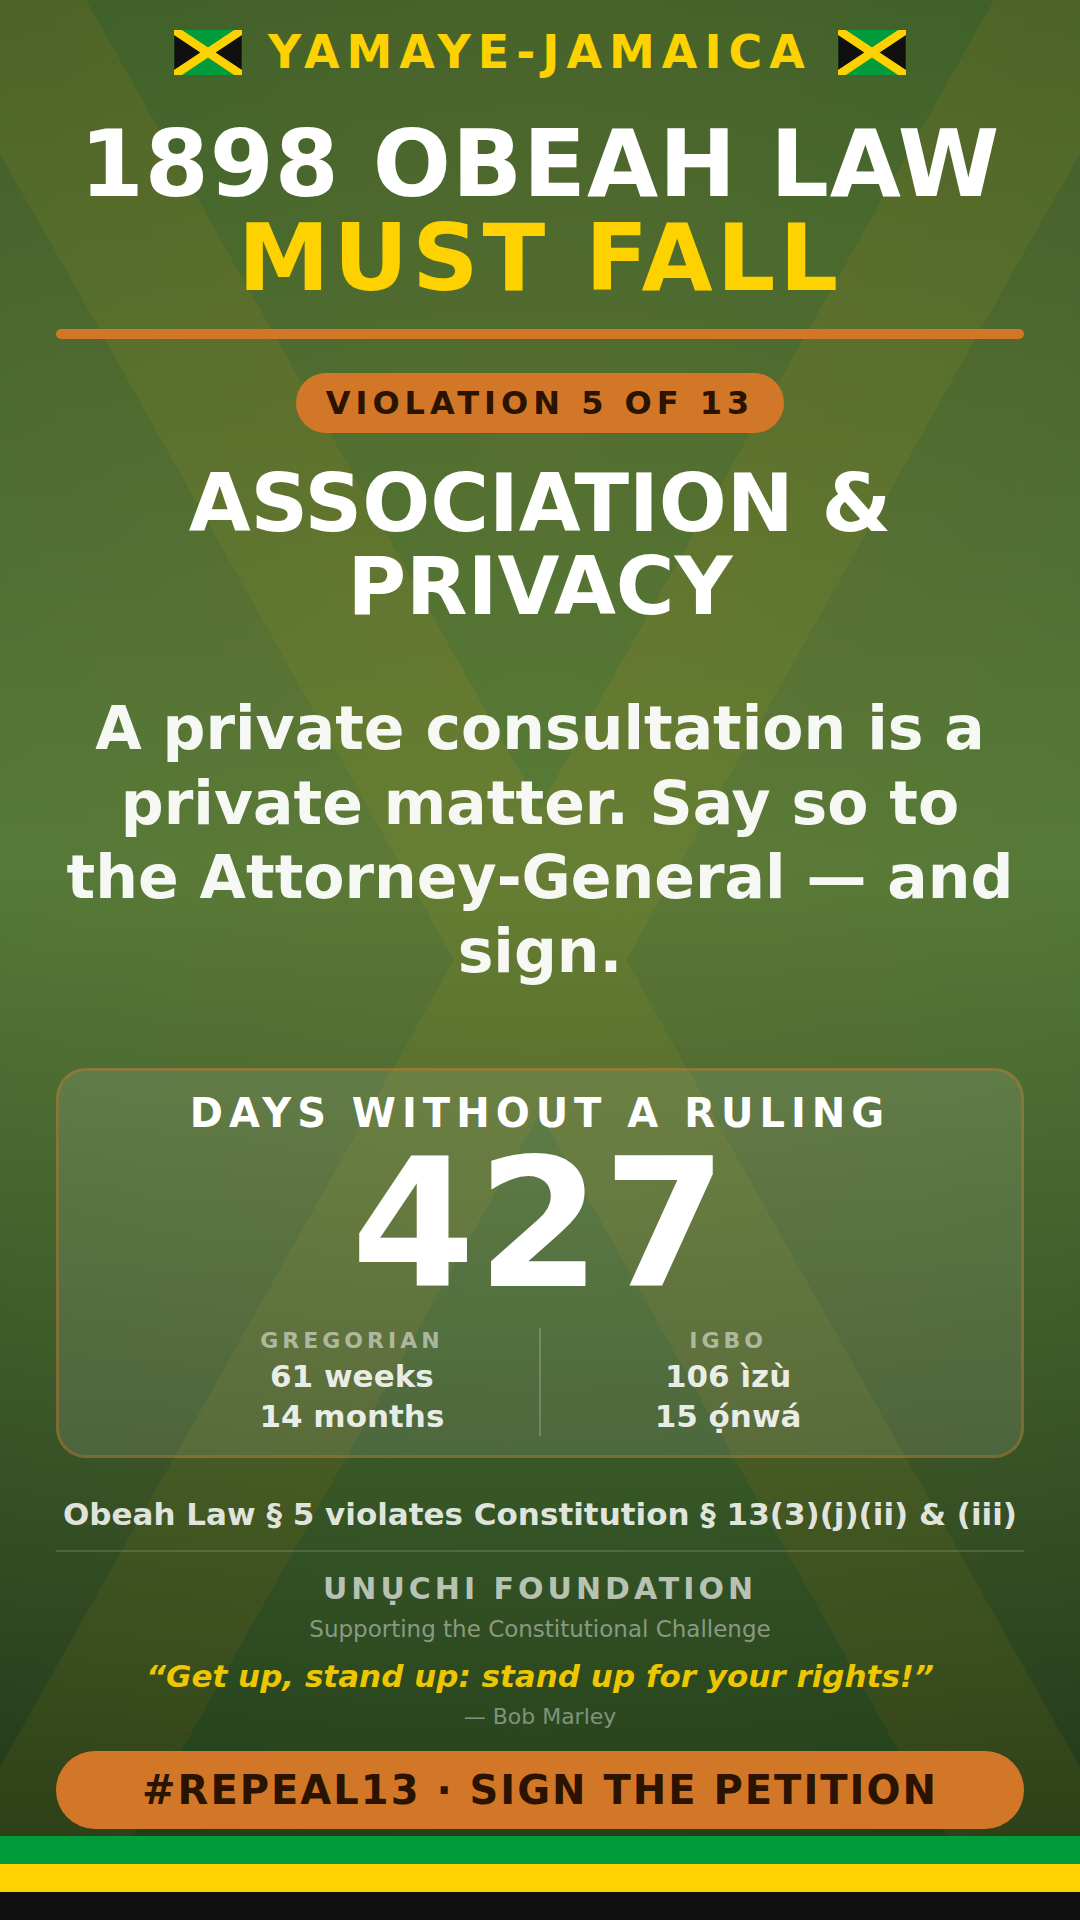 YAMAYE-JAMAICA
1898 OBEAH LAW
MUST FALL
VIOLATION 5 OF 13
ASSOCIATION &
PRIVACY
A private consultation is a
private matter. Say so to
the Attorney-General — and
sign.
DAYS WITHOUT A RULING
427
GREGORIAN
61 weeks
14 months
IGBO
106 ìzù
15 ọ́nwá
Obeah Law § 5 violates Constitution § 13(3)(j)(ii) & (iii)
UNỤCHI FOUNDATION
Supporting the Constitutional Challenge
“Get up, stand up: stand up for your rights!”
— Bob Marley
#REPEAL13 · SIGN THE PETITION